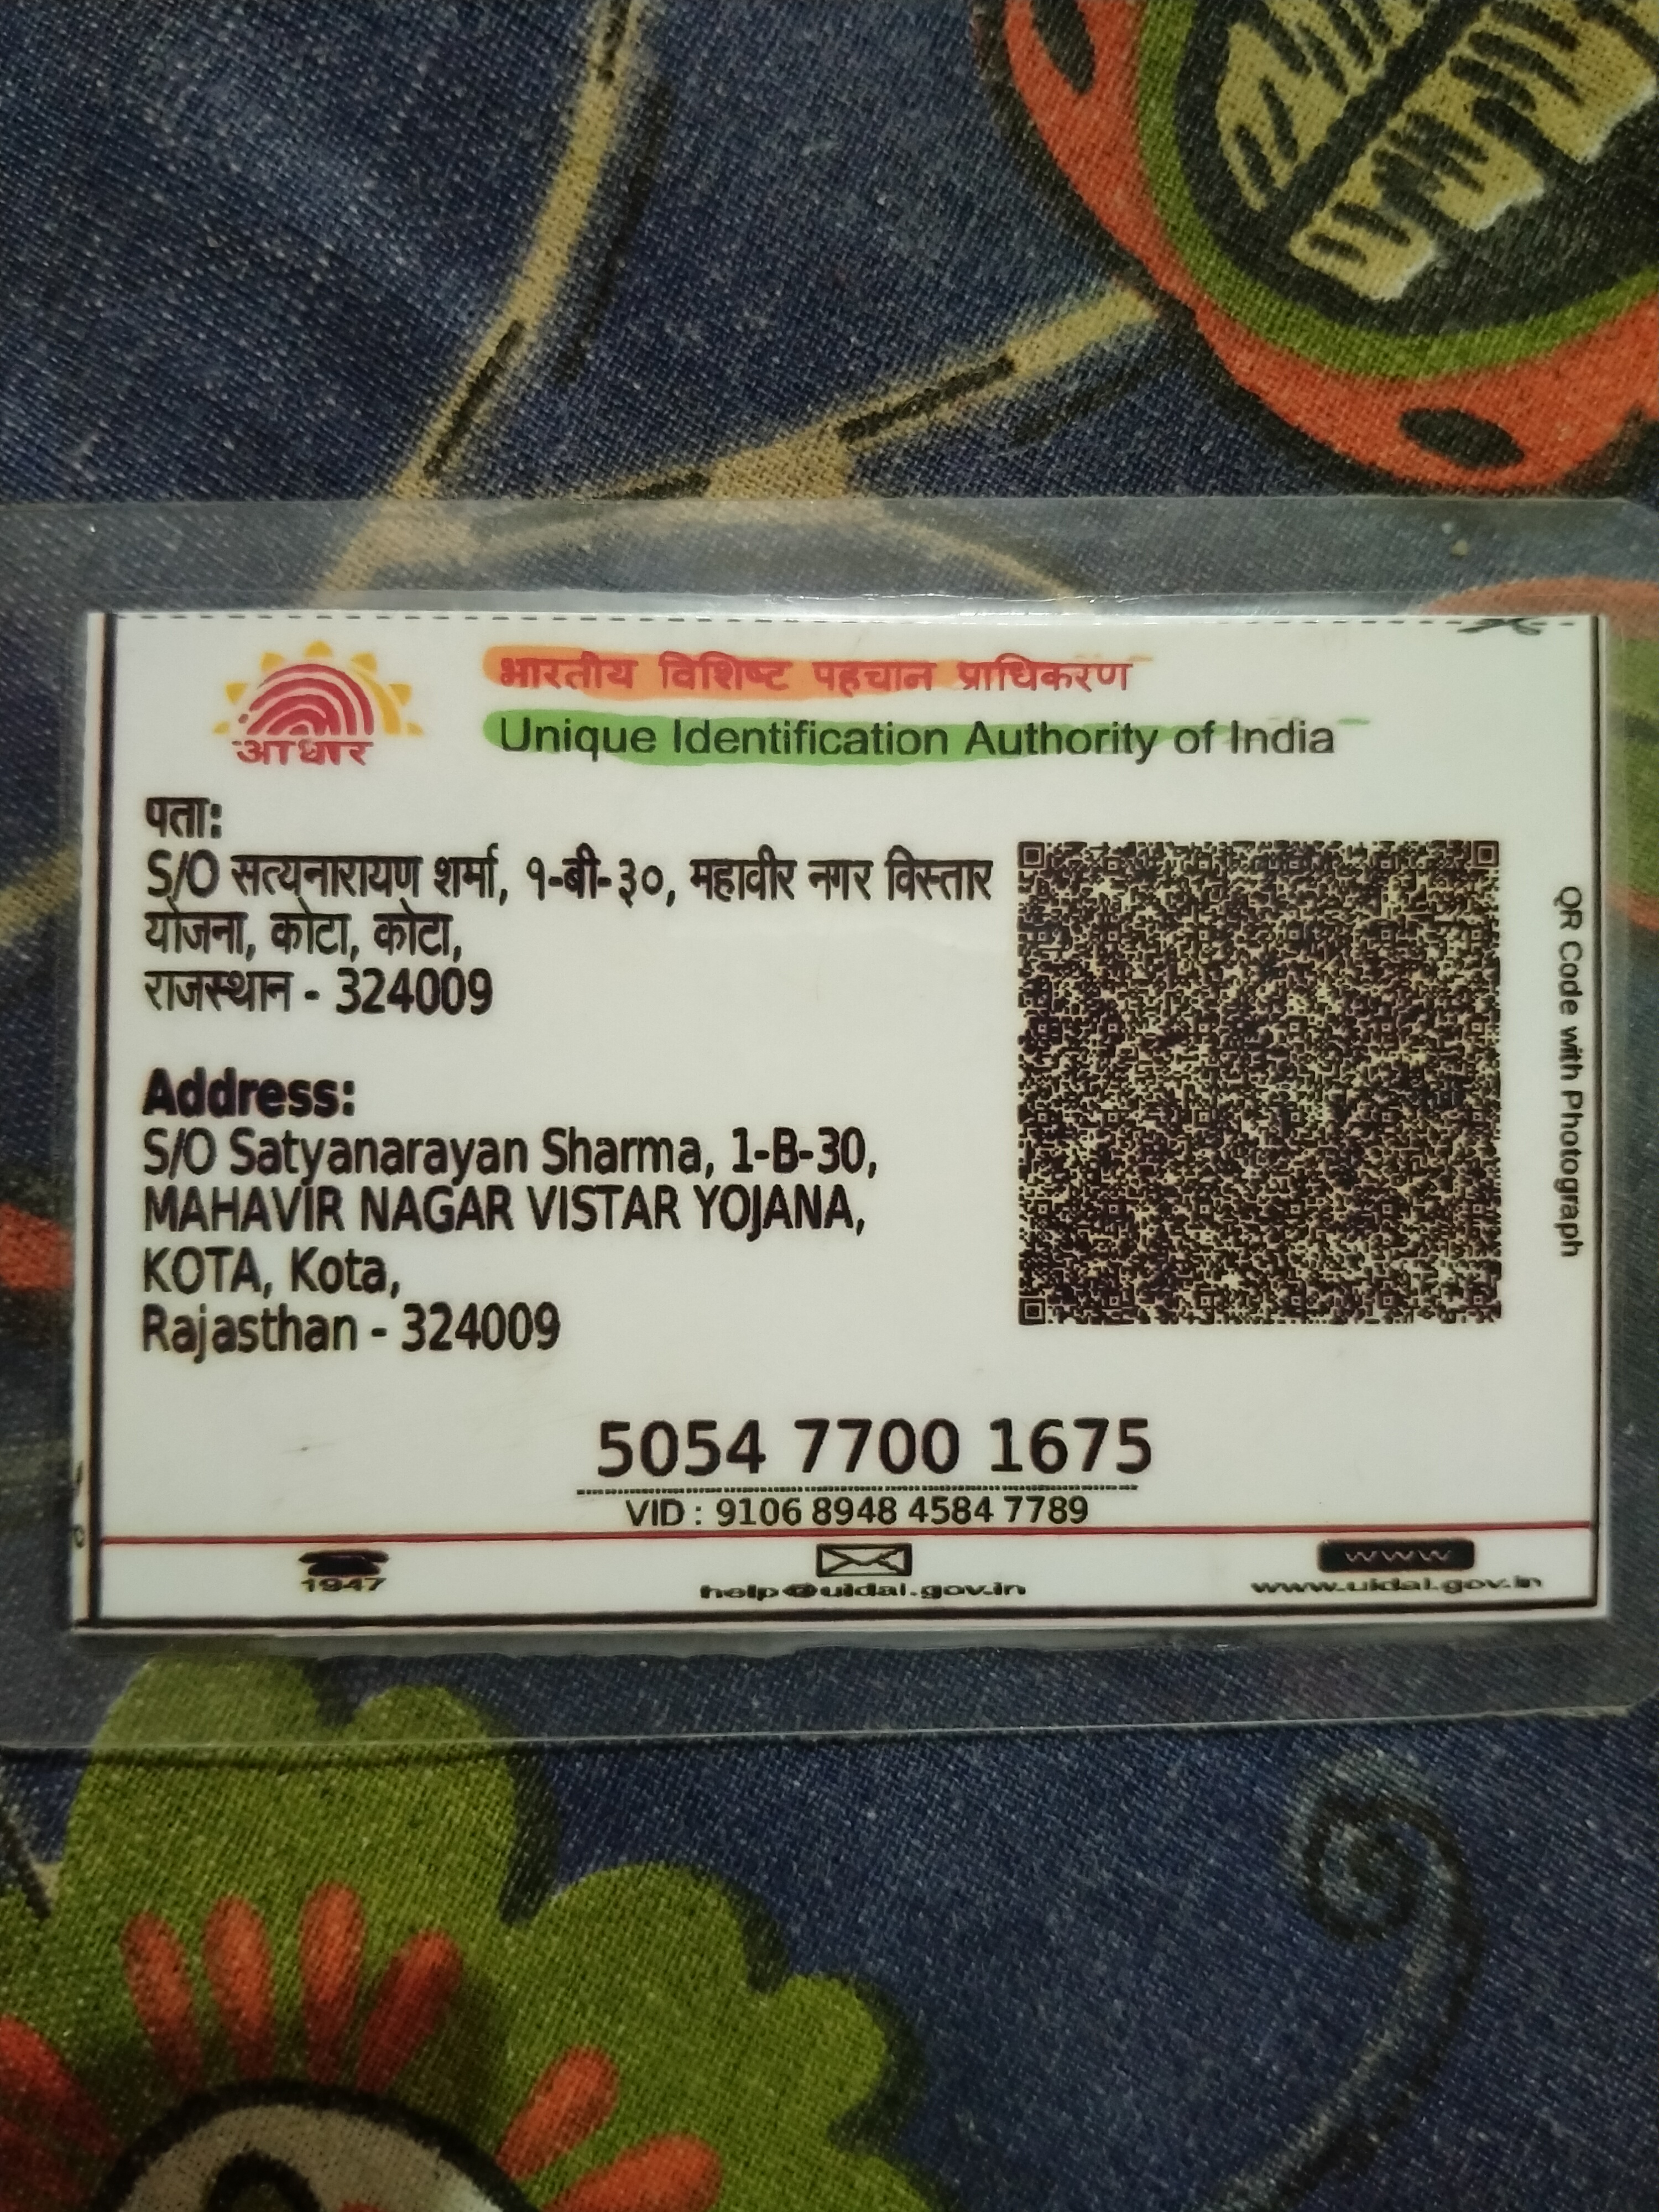 आधार
भारतीय विशिष्ट पहचान प्राधिकरण
Unique Identification Authority of India
पता:
S/O सत्यनारायण शर्मा, १-बी-३०, महावीर नगर विस्तार
योजना, कोटा, कोटा,
राजस्थान - 324009
Address:
S/O Satyanarayan Sharma, 1-B-30,
MAHAVIR NAGAR VISTAR YOJANA,
KOTA, Kota,
Rajasthan - 324009
QR Code with Photograph
5054 7700 1675
VID : 9106 8948 4584 7789
1947
help@uidai.gov.in
www
www.uidai.gov.in